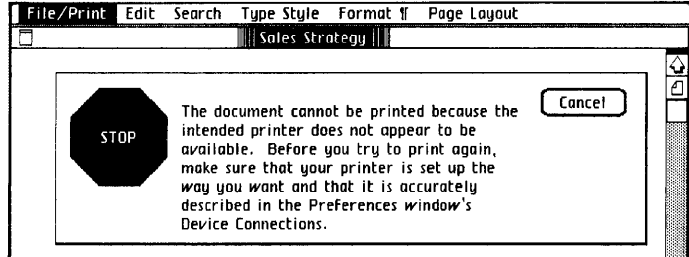 File/Print Edit Search Type Style Format ¶ Page Layout
Sales Strategy
STOP
The document cannot be printed because the
intended printer does not appear to be
available. Before you try to print again,
make sure that your printer is set up the
way you want and that it is accurately
described in the Preferences window's
Device Connections.
Cancel